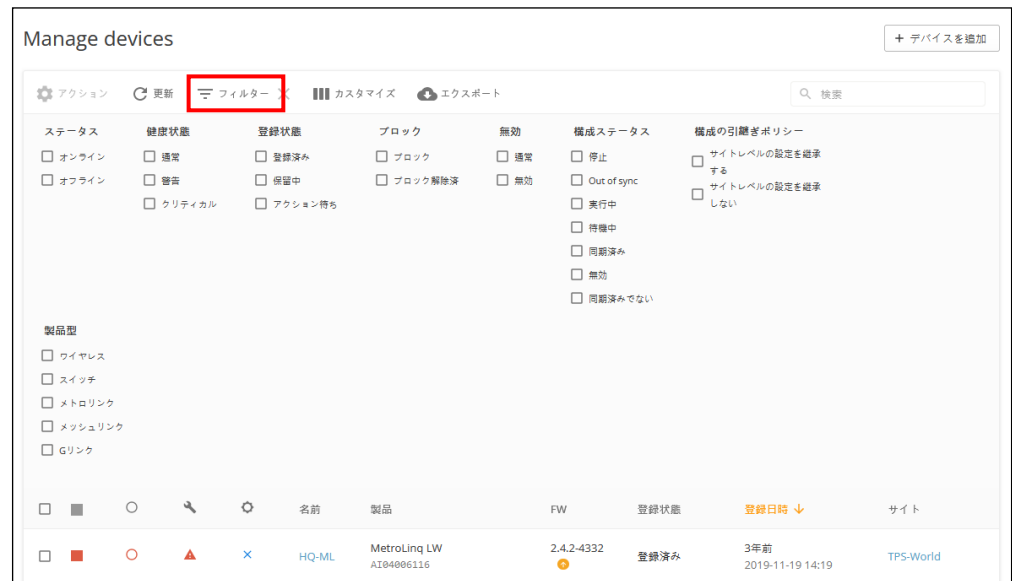 Manage devices
+ デバイスを追加
アクション 更新 フィルター カスタマイズ エクスポート 検索
ステータス 健康状態 登録状態 ブロック 無効 構成ステータス 構成の引継ぎポリシー
オンライン 通常 登録済み ブロック 通常 停止 サイトレベルの設定を継承
する
オフライン 警告 保留中 ブロック解除済 無効 Out of sync サイトレベルの設定を継承
しない
クリティカル アクション待ち 実行中
待機中
同期済み
無効
同期済みでない
製品型
ワイヤレス
スイッチ
メトロリンク
メッシュリンク
Gリンク
名前 製品 FW 登録状態 登録日時 サイト
HQ-ML MetroLinq LW 2.4.2-4332 登録済み 3年前 TPS-World
AI04006116 2019-11-19 14:19